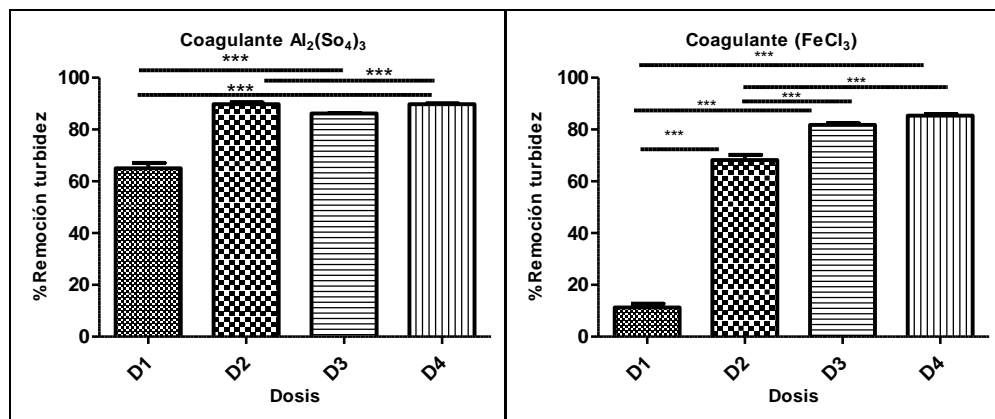 Coagulante Al₂(So₄)₃
***
***
***
100
80
60
40
20
0
%Remoción turbidez
D1
D2
D3
D4
Dosis
Coagulante (FeCl₃)
***
***
***
***
***
100
80
60
40
20
0
%Remoción turbidez
D1
D2
D3
D4
Dosis